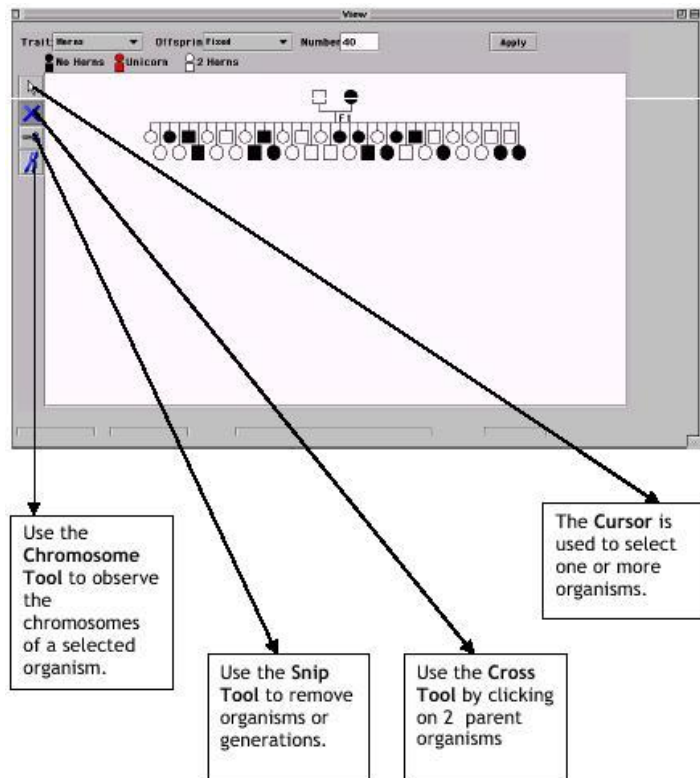 View
Trait Horns Offsprin Fixed Number 40 Apply
No Horns Unicorn 2 Horns
F1
Use the
Chromosome
Tool to observe
the
chromosomes
of a selected
organism.
Use the Snip
Tool to remove
organisms or
generations.
Use the Cross
Tool by clicking
on 2 parent
organisms
The Cursor is
used to select
one or more
organisms.